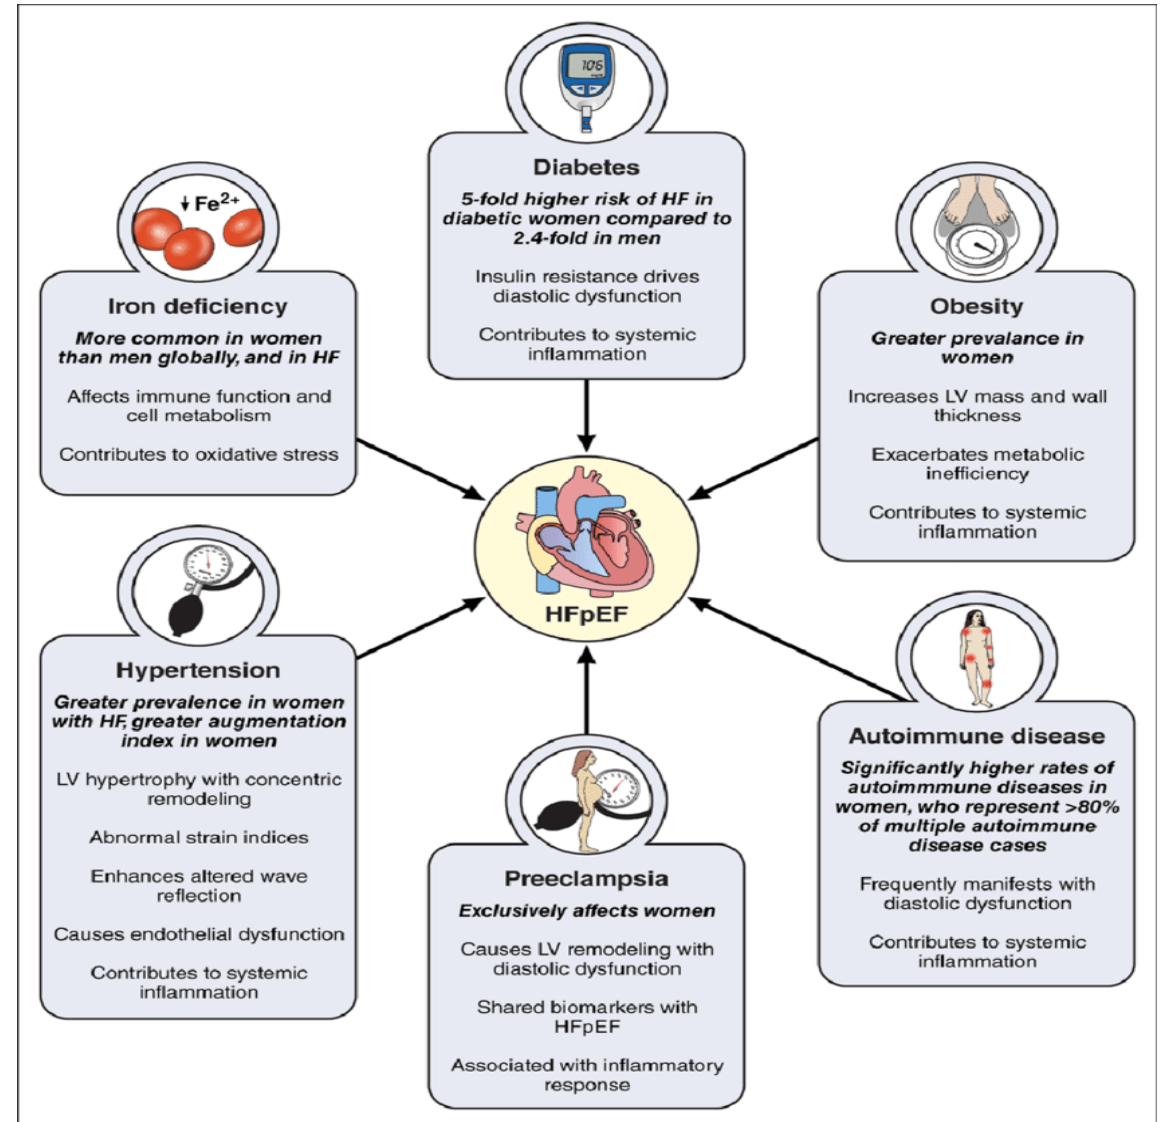 106
Diabetes
5-fold higher risk of HF in
diabetic women compared to
2.4-fold in men
Insulin resistance drives
diastolic dysfunction
Contributes to systemic
inflammation
↓ Fe2+
Iron deficiency
More common in women
than men globally, and in HF
Affects immune function and
cell metabolism
Contributes to oxidative stress
Obesity
Greater prevalance in
women
Increases LV mass and wall
thickness
Exacerbates metabolic
inefficiency
Contributes to systemic
inflammation
HFpEF
Hypertension
Greater prevalence in women
with HF, greater augmentation
index in women
LV hypertrophy with concentric
remodeling
Abnormal strain indices
Enhances altered wave
reflection
Causes endothelial dysfunction
Contributes to systemic
inflammation
Preeclampsia
Exclusively affects women
Causes LV remodeling with
diastolic dysfunction
Shared biomarkers with
HFpEF
Associated with inflammatory
response
Autoimmune disease
Significantly higher rates of
autoimmmune diseases in
women, who represent >80%
of multiple autoimmune
disease cases
Frequently manifests with
diastolic dysfunction
Contributes to systemic
inflammation